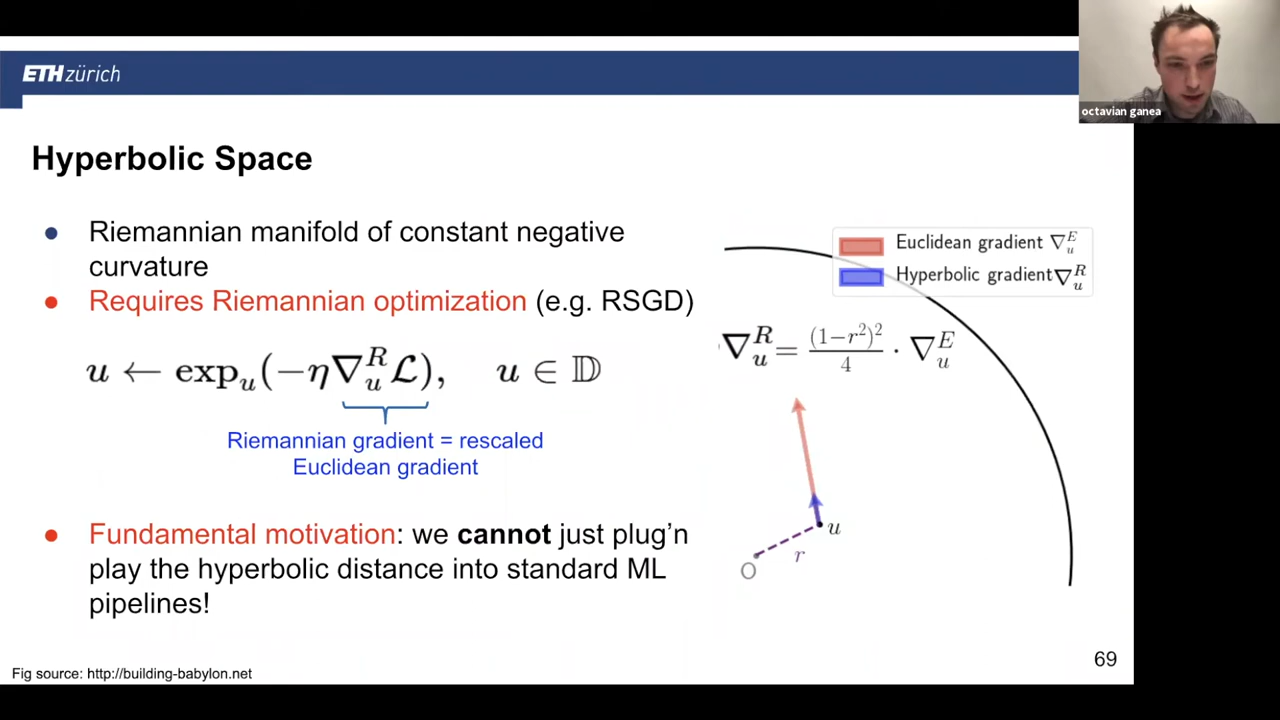 ETH zürich
octavian ganea
Hyperbolic Space
● Riemannian manifold of constant negative
curvature
● Requires Riemannian optimization (e.g. RSGD)
u ← exp_u(−η∇_u^R ℒ), u ∈ 𝔻
Riemannian gradient = rescaled
Euclidean gradient
● Fundamental motivation: we cannot just plug’n
play the hyperbolic distance into standard ML
pipelines!
Euclidean gradient ∇_u^E
Hyperbolic gradient∇_u^R
∇_u^R = (1−r²)²/4 · ∇_u^E
u
r
O
69
Fig source: http://building-babylon.net